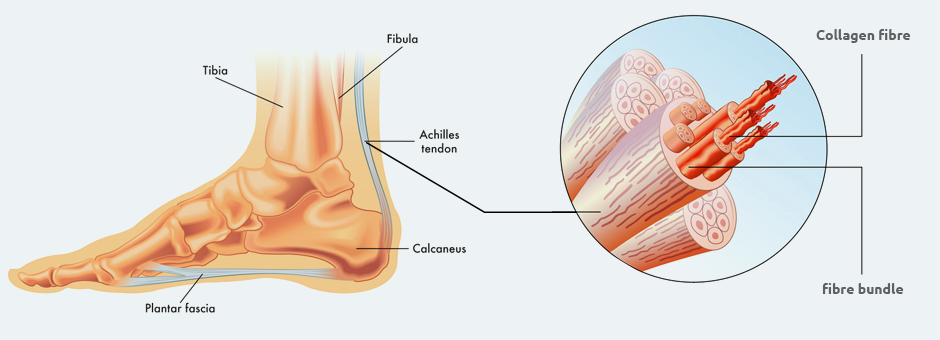 Fibula
Tibia
Achilles
tendon
Calcaneus
Plantar fascia
Collagen fibre
fibre bundle